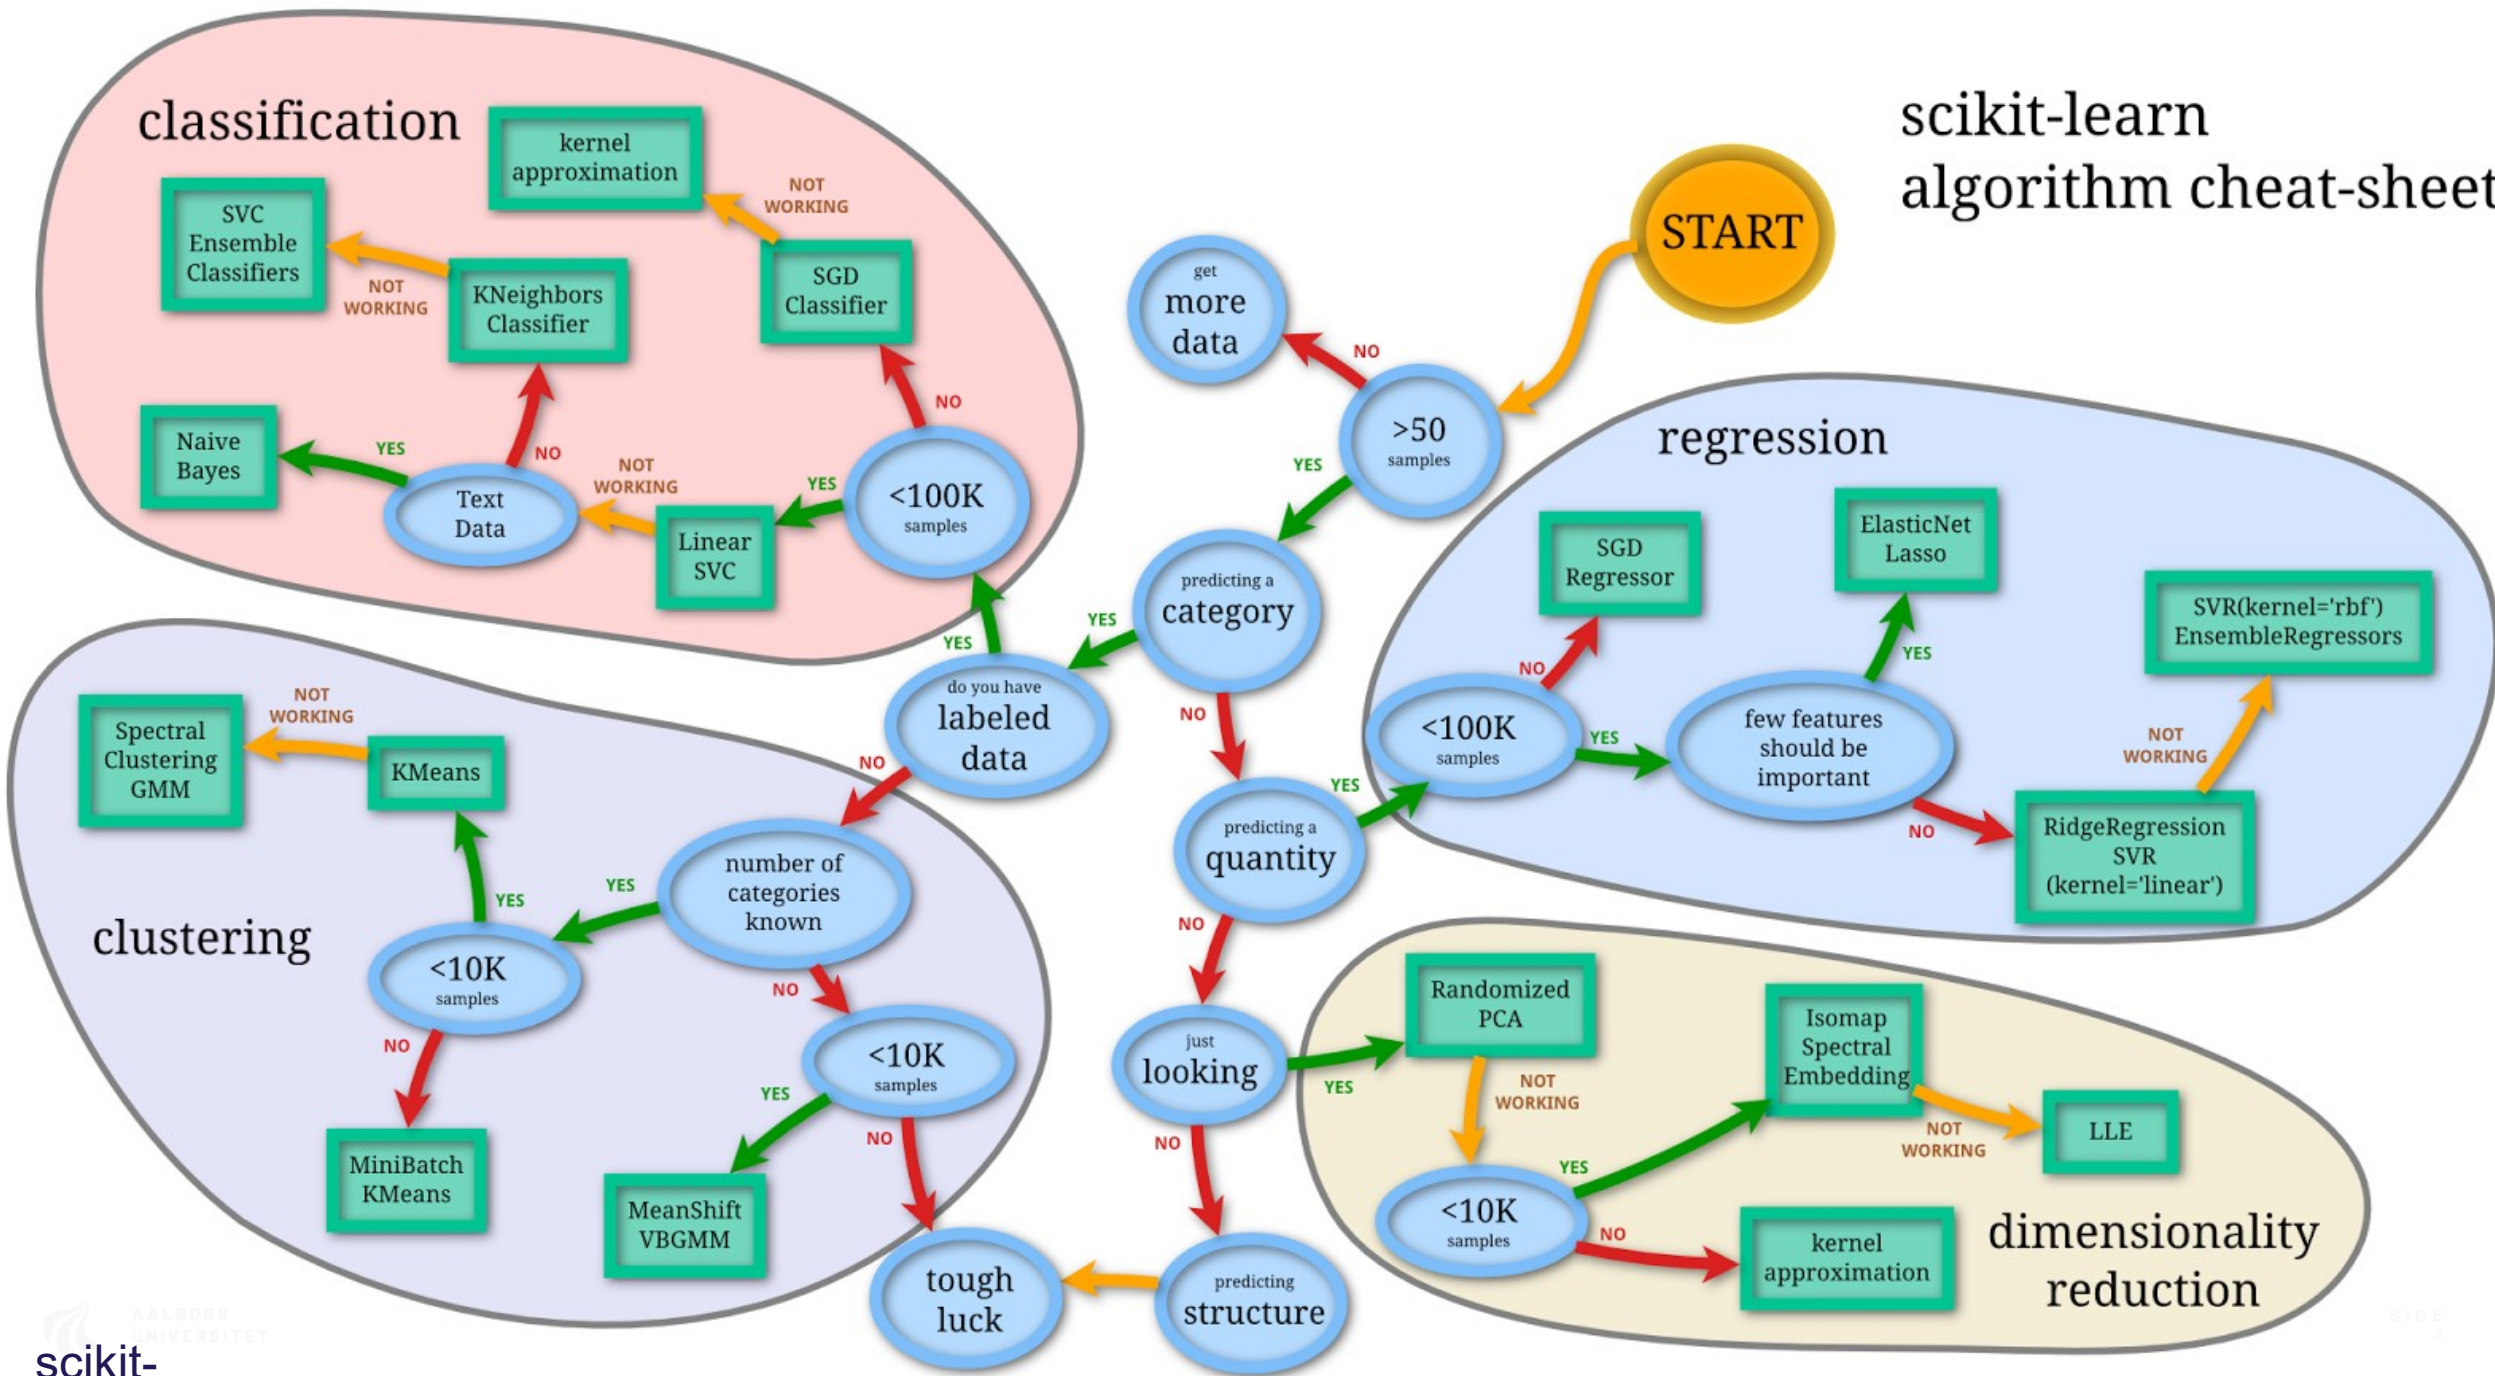 scikit-learn
algorithm cheat-sheet
START
get
more
data
NO
>50
samples
YES
predicting a
category
YES
NO
do you have
labeled
data
YES
NO
predicting a
quantity
YES
NO
just
looking
YES
NO
predicting
structure
tough
luck
classification
kernel
approximation
NOT
WORKING
SVC
Ensemble
Classifiers
NOT
WORKING
KNeighbors
Classifier
SGD
Classifier
NO
Naive
Bayes
YES
Text
Data
NO
NOT
WORKING
Linear
SVC
YES
<100K
samples
regression
SGD
Regressor
ElasticNet
Lasso
SVR(kernel='rbf')
EnsembleRegressors
NO
YES
<100K
samples
YES
few features
should be
important
NOT
WORKING
NO
RidgeRegression
SVR
(kernel='linear')
clustering
Spectral
Clustering
GMM
NOT
WORKING
KMeans
YES
number of
categories
known
YES
<10K
samples
NO
NO
<10K
samples
YES
NO
MiniBatch
KMeans
MeanShift
VBGMM
dimensionality
reduction
Randomized
PCA
NOT
WORKING
Isomap
Spectral
Embedding
NOT
WORKING
LLE
YES
<10K
samples
NO
kernel
approximation
AALBORG
UNIVERSITET
SIDE
3
scikit-